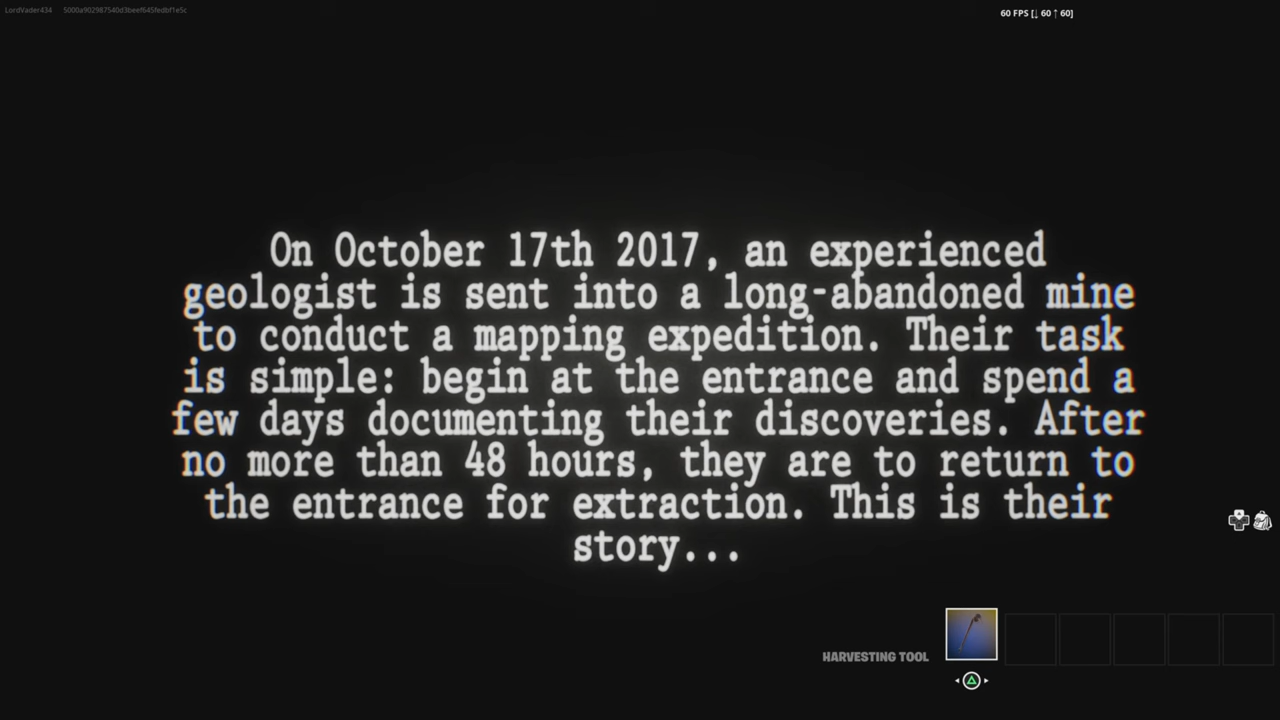 LordVader434 5000a902987540d3beef645fedbf1e5c
60 FPS [↓ 60 ↑ 60]
On October 17th 2017, an experienced
geologist is sent into a long-abandoned mine
to conduct a mapping expedition. Their task
is simple: begin at the entrance and spend a
few days documenting their discoveries. After
no more than 48 hours, they are to return to
the entrance for extraction. This is their
story...
HARVESTING TOOL